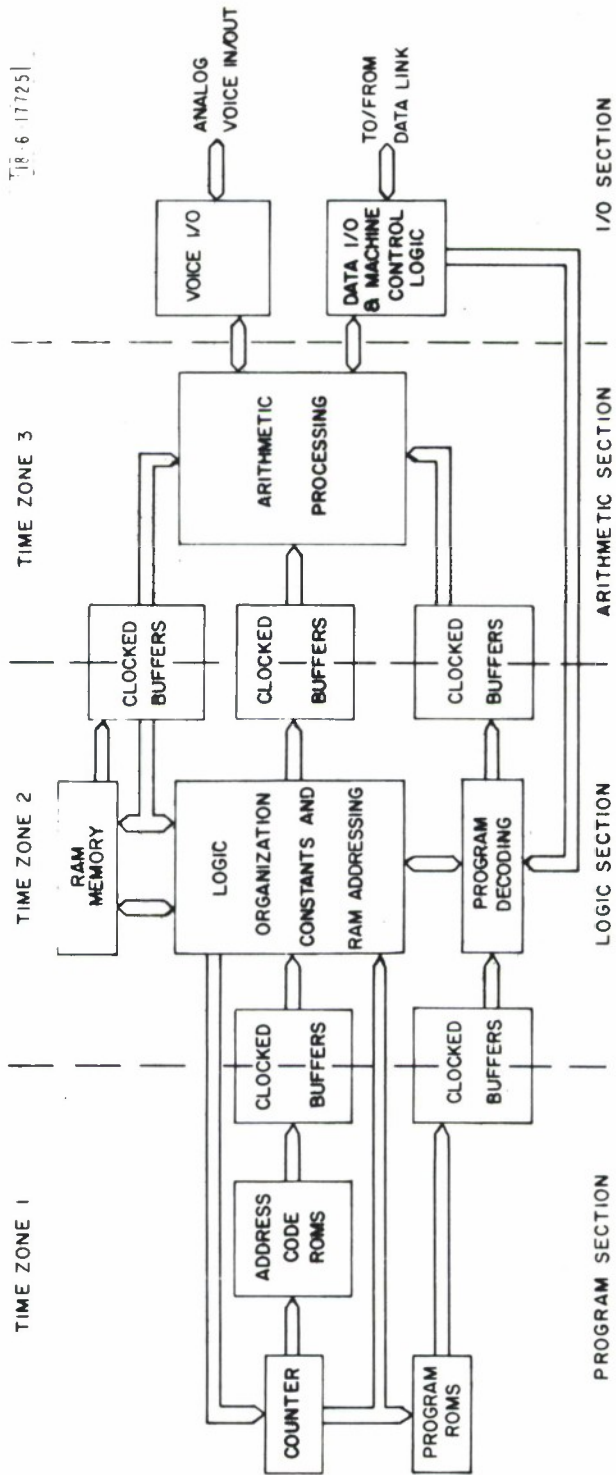 18-6-17725
TIME ZONE 1
TIME ZONE 2
TIME ZONE 3
RAM
MEMORY
CLOCKED
BUFFERS
VOICE I/O
ANALOG
VOICE IN/OUT
COUNTER
ADDRESS
CODE
ROMS
CLOCKED
BUFFERS
LOGIC
ORGANIZATION
CONSTANTS AND
RAM ADDRESSING
CLOCKED
BUFFERS
ARITHMETIC
PROCESSING
DATA I/O
& MACHINE
CONTROL
LOGIC
TO/FROM
DATA LINK
PROGRAM
ROMS
CLOCKED
BUFFERS
PROGRAM
DECODING
CLOCKED
BUFFERS
PROGRAM SECTION
LOGIC SECTION
ARITHMETIC SECTION
I/O SECTION